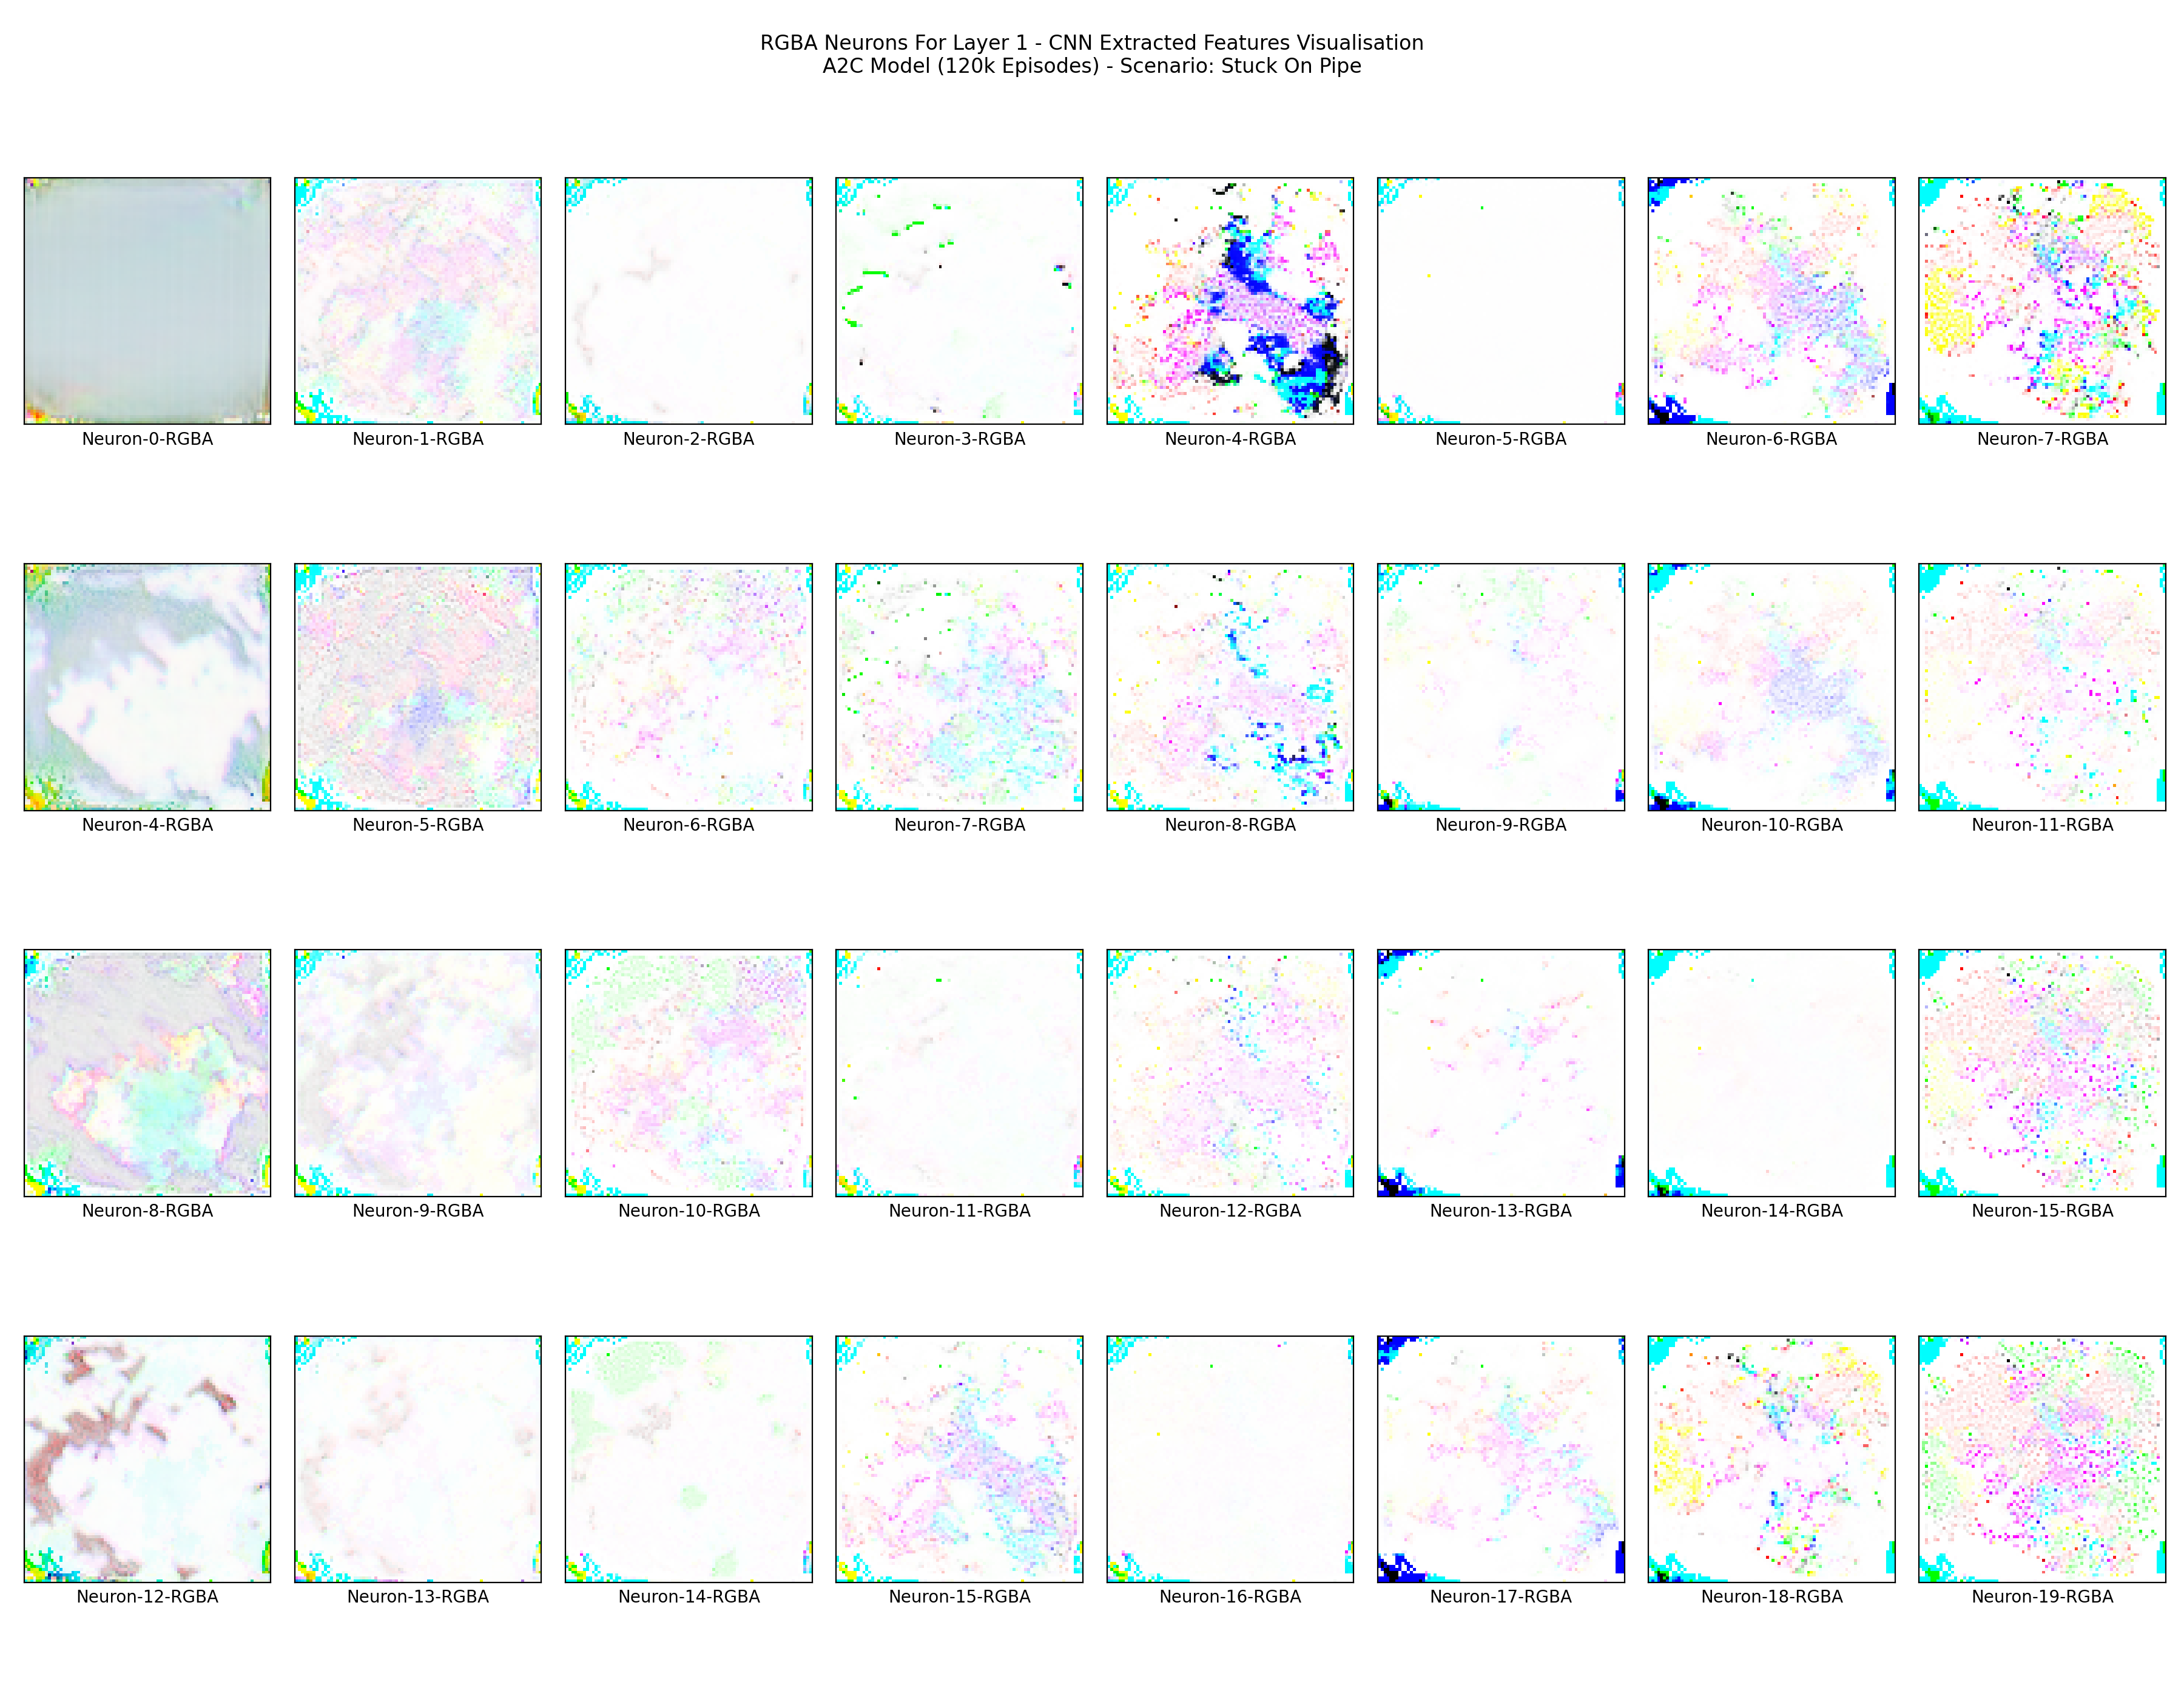 RGBA Neurons For Layer 1 - CNN Extracted Features Visualisation
A2C Model (120k Episodes) - Scenario: Stuck On Pipe
Neuron-0-RGBA
Neuron-1-RGBA
Neuron-2-RGBA
Neuron-3-RGBA
Neuron-4-RGBA
Neuron-5-RGBA
Neuron-6-RGBA
Neuron-7-RGBA
Neuron-4-RGBA
Neuron-5-RGBA
Neuron-6-RGBA
Neuron-7-RGBA
Neuron-8-RGBA
Neuron-9-RGBA
Neuron-10-RGBA
Neuron-11-RGBA
Neuron-8-RGBA
Neuron-9-RGBA
Neuron-10-RGBA
Neuron-11-RGBA
Neuron-12-RGBA
Neuron-13-RGBA
Neuron-14-RGBA
Neuron-15-RGBA
Neuron-12-RGBA
Neuron-13-RGBA
Neuron-14-RGBA
Neuron-15-RGBA
Neuron-16-RGBA
Neuron-17-RGBA
Neuron-18-RGBA
Neuron-19-RGBA